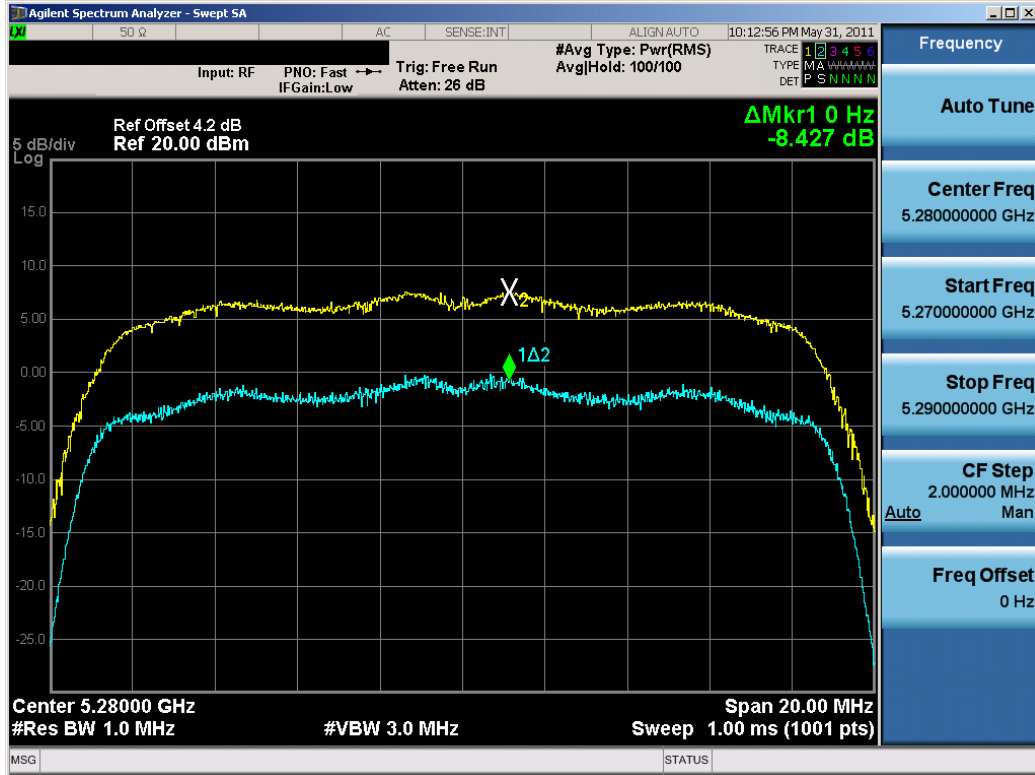 Agilent Spectrum Analyzer - Swept SA
LXI 50 Ω AC SENSE:INT ALIGN AUTO 10:12:56 PM May 31, 2011
Input: RF PNO: Fast IFGain:Low
Trig: Free Run
Atten: 26 dB
#Avg Type: Pwr(RMS)
Avg|Hold: 100/100
TRACE 1 2 3 4 5 6
TYPE M A
DET P S N N N N
ΔMkr1 0 Hz
-8.427 dB
5 dB/div
Log
Ref Offset 4.2 dB
Ref 20.00 dBm
15.0
10.0
5.00
0.00
-5.00
-10.0
-15.0
-20.0
-25.0
X2
1Δ2
Center 5.28000 GHz Span 20.00 MHz
#Res BW 1.0 MHz #VBW 3.0 MHz Sweep 1.00 ms (1001 pts)
MSG STATUS
Frequency
Auto Tune
Center Freq
5.280000000 GHz
Start Freq
5.270000000 GHz
Stop Freq
5.290000000 GHz
CF Step
2.000000 MHz
Auto Man
Freq Offset
0 Hz